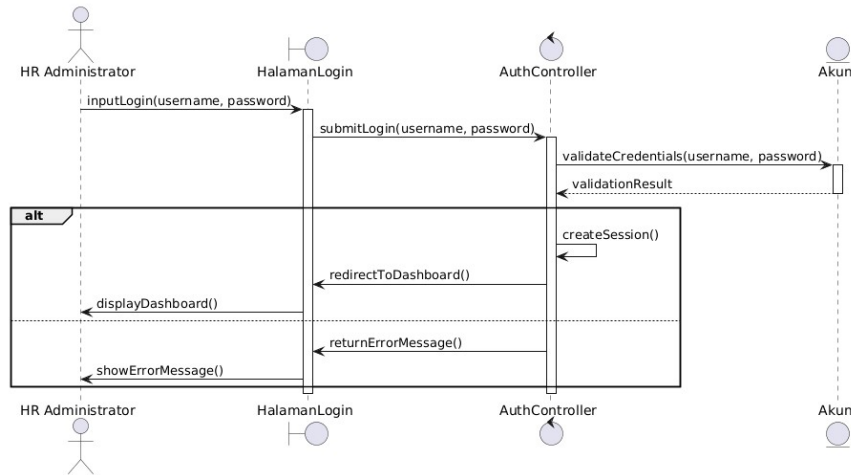 HR Administrator HalamanLogin AuthController Akun
inputLogin(username, password)
submitLogin(username, password)
validateCredentials(username, password)
validationResult
alt
createSession()
redirectToDashboard()
displayDashboard()
returnErrorMessage()
showErrorMessage()
HR Administrator HalamanLogin AuthController Akun